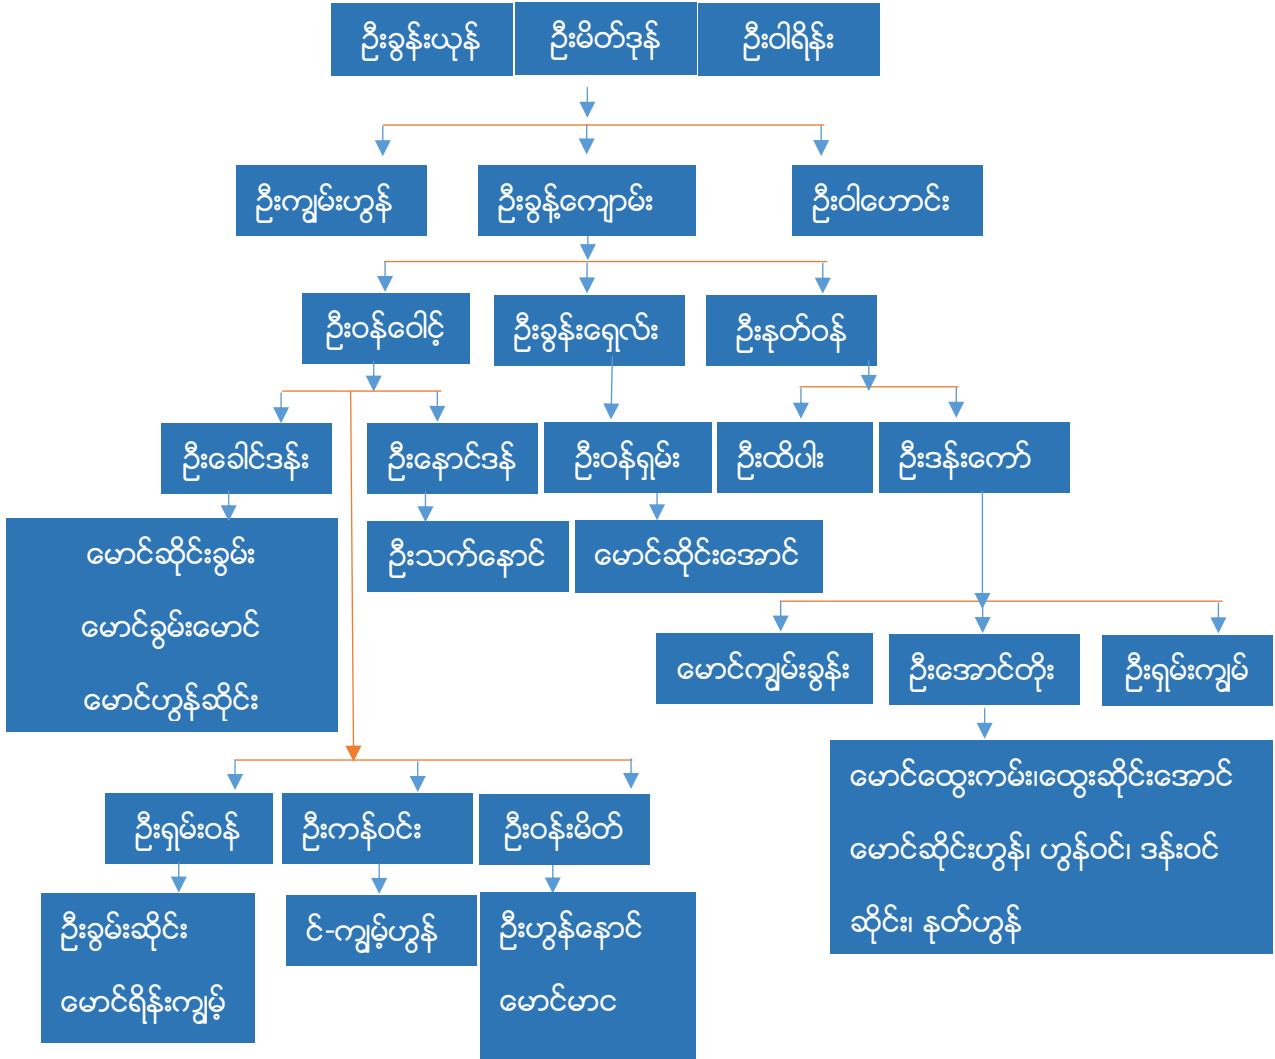 ဦးခွန်းယုန်
ဦးမိတ်ဒုန်
ဦးဝါရိန်း
ဦးကျွမ်းဟွန်
ဦးခွန့်ကျောမ်း
ဦးဝါဟောင်း
ဦးဝန်ဝေါင့်
ဦးခွန်းရှေလ်း
ဦးနုတ်ဝန်
ဦးခေါင်ဒန်း
ဦးနောင်ဒန်
ဦးဝန်ရှမ်း
ဦးထိပါး
ဦးဒန်းကော်
မောင်ဆိုင်းခွမ်း
မောင်ခွမ်းမောင်
မောင်ဟွန်ဆိုင်း
ဦးသက်နောင်
မောင်ဆိုင်းအောင်
မောင်ကျွမ်းခွန်း
ဦးအောင်တိုး
ဦးရှမ်းကျွမ်
မောင်ထွေးကမ်း၊ထွေးဆိုင်းအောင်
မောင်ဆိုင်းဟွန်၊ ဟွန်ဝင်၊ ဒန်းဝင်
ဆိုင်း၊ နုတ်ဟွန်
ဦးရှမ်းဝန်
ဦးကန်ဝင်း
ဦးဝန်းမိတ်
ဦးခွမ်းဆိုင်း
မောင်ရိန်းကျွမ့်
င်-ကျွမ့်ဟွန်
ဦးဟွန်နောင်
မောင်မာင